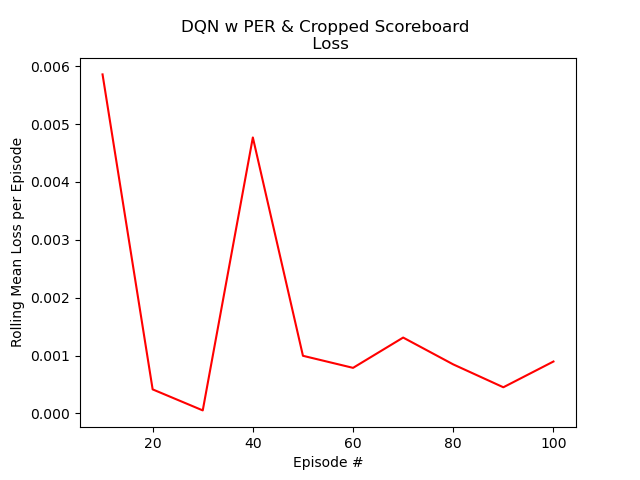 DQN w PER & Cropped Scoreboard
Loss
0.006
0.005
0.004
0.003
0.002
0.001
0.000
Rolling Mean Loss per Episode
20 40 60 80 100
Episode #